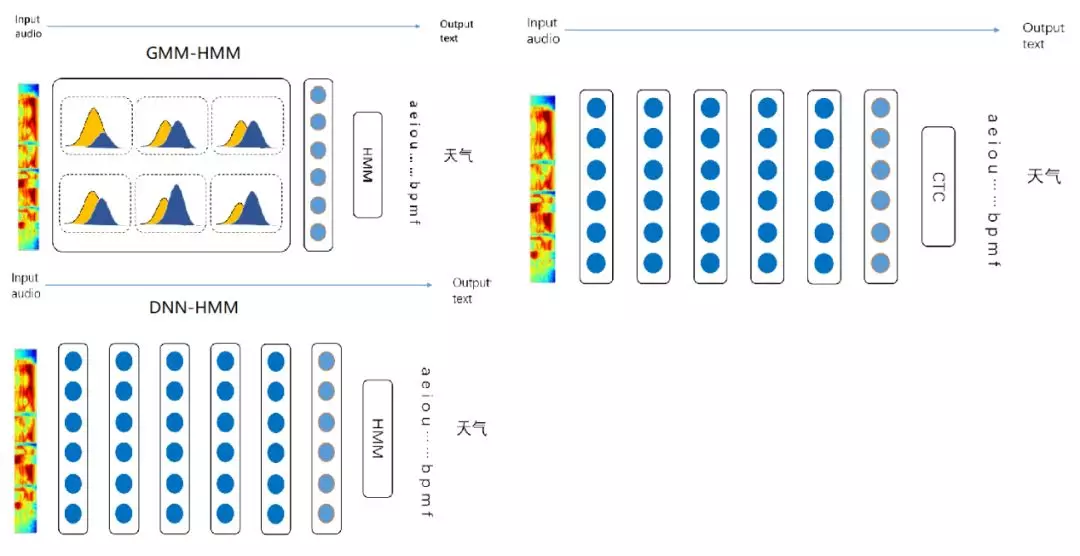 Input
audio
Output
text
GMM-HMM
HMM
a e i o u ... ... b p m f
天气
Input
audio
Output
text
DNN-HMM
HMM
a e i o u ... ... b p m f
天气
Input
audio
Output
text
CTC
a e i o u ... ... b p m f
天气